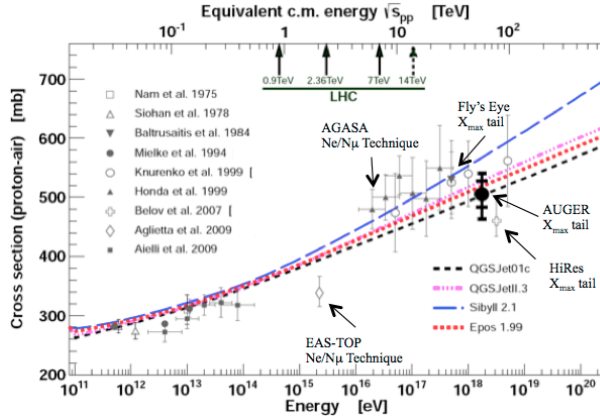 Equivalent c.m. energy √s_pp [TeV]
10^-1 1 10 10^2
Cross section (proton-air) [mb]
700
600
500
400
300
200
0.9TeV 2.36TeV 7TeV 14TeV
LHC
Nam et al. 1975
Siohan et al. 1978
Baltrusaitis et al. 1984
Mielke et al. 1994
Knurenko et al. 1999 [
Honda et al. 1999
Belov et al. 2007 [
Aglietta et al. 2009
Aielli et al. 2009
AGASA
Ne/Nμ Technique
Fly's Eye
X_max tail
AUGER
X_max tail
HiRes
X_max tail
EAS-TOP
Ne/Nμ Technique
QGSJet01c
QGSJetII.3
Sibyll 2.1
Epos 1.99
10^11 10^12 10^13 10^14 10^15 10^16 10^17 10^18 10^19 10^20
Energy [eV]